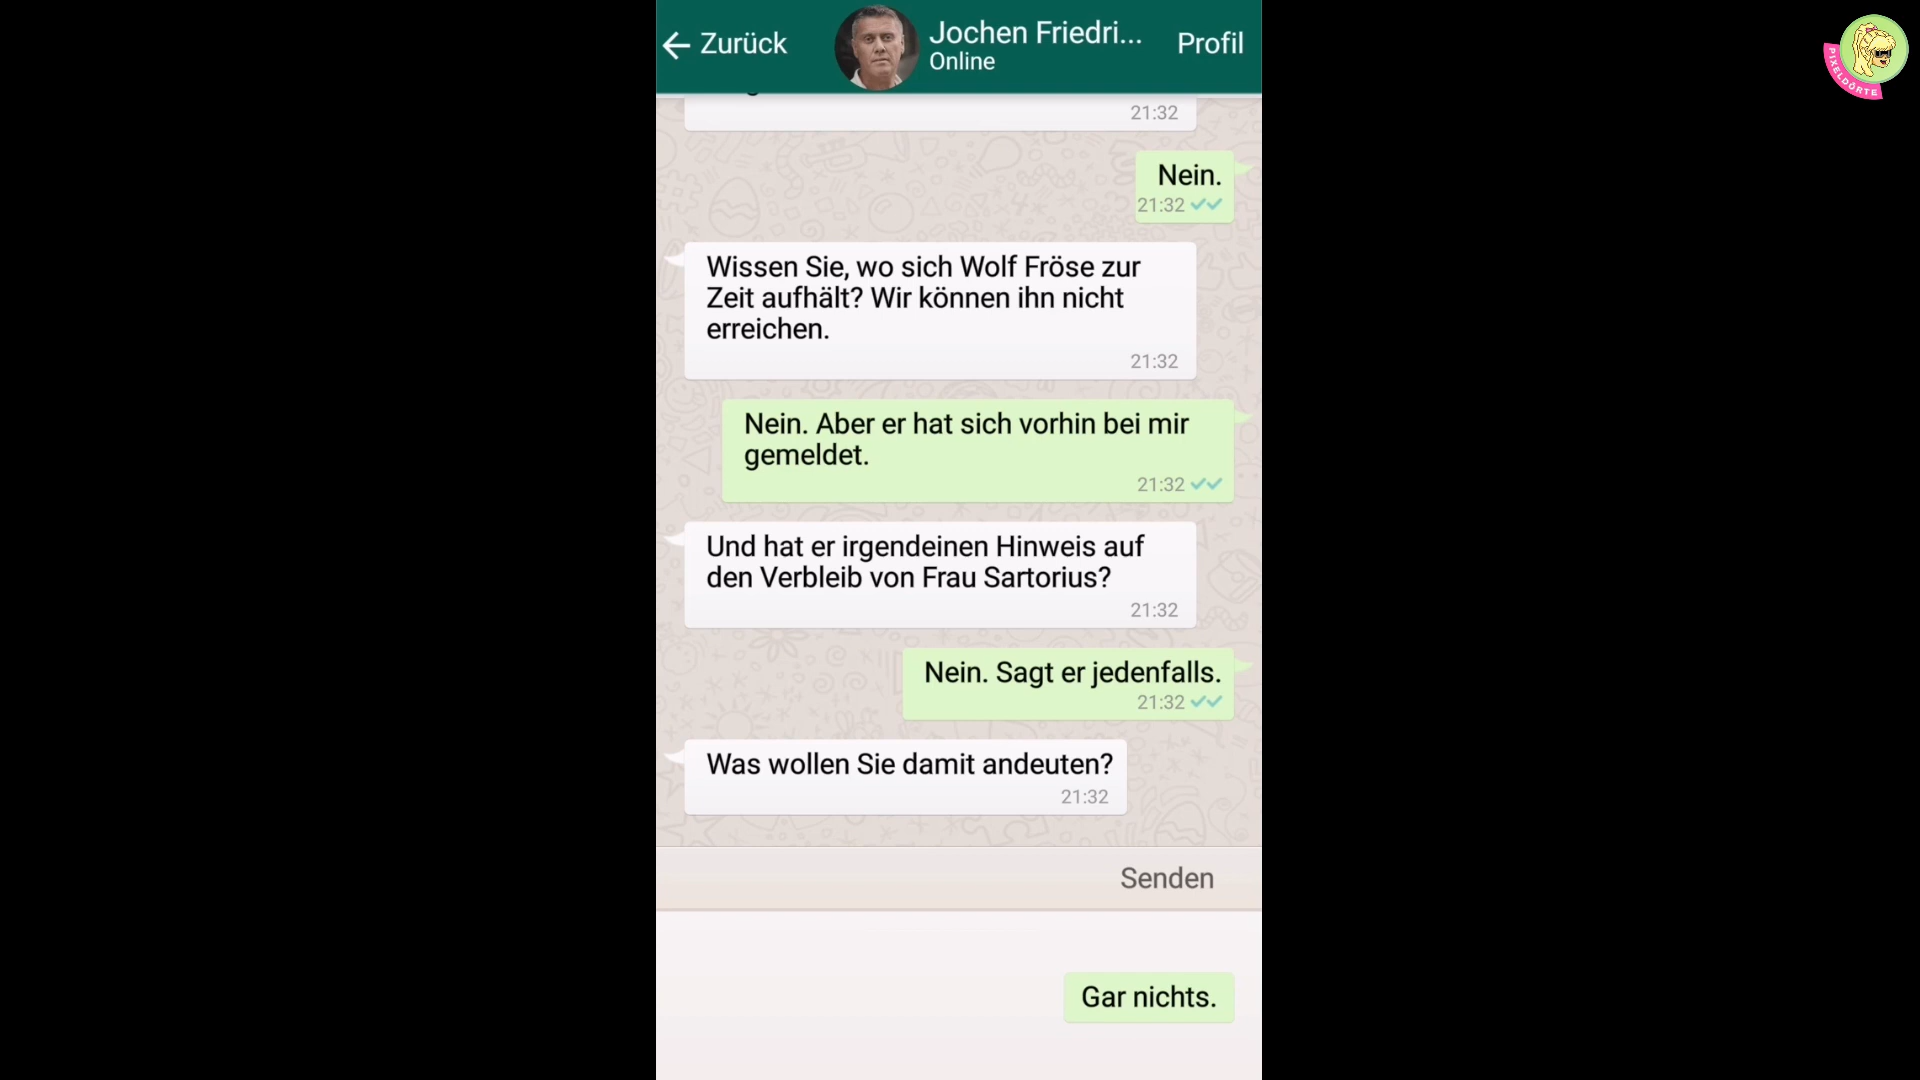 Zurück
Jochen Friedri...
Online
Profil
PIXELDÖRTE
21:32
Nein.
21:32
Wissen Sie, wo sich Wolf Fröse zur
Zeit aufhält? Wir können ihn nicht
erreichen.
21:32
Nein. Aber er hat sich vorhin bei mir
gemeldet.
21:32
Und hat er irgendeinen Hinweis auf
den Verbleib von Frau Sartorius?
21:32
Nein. Sagt er jedenfalls.
21:32
Was wollen Sie damit andeuten?
21:32
Senden
Gar nichts.